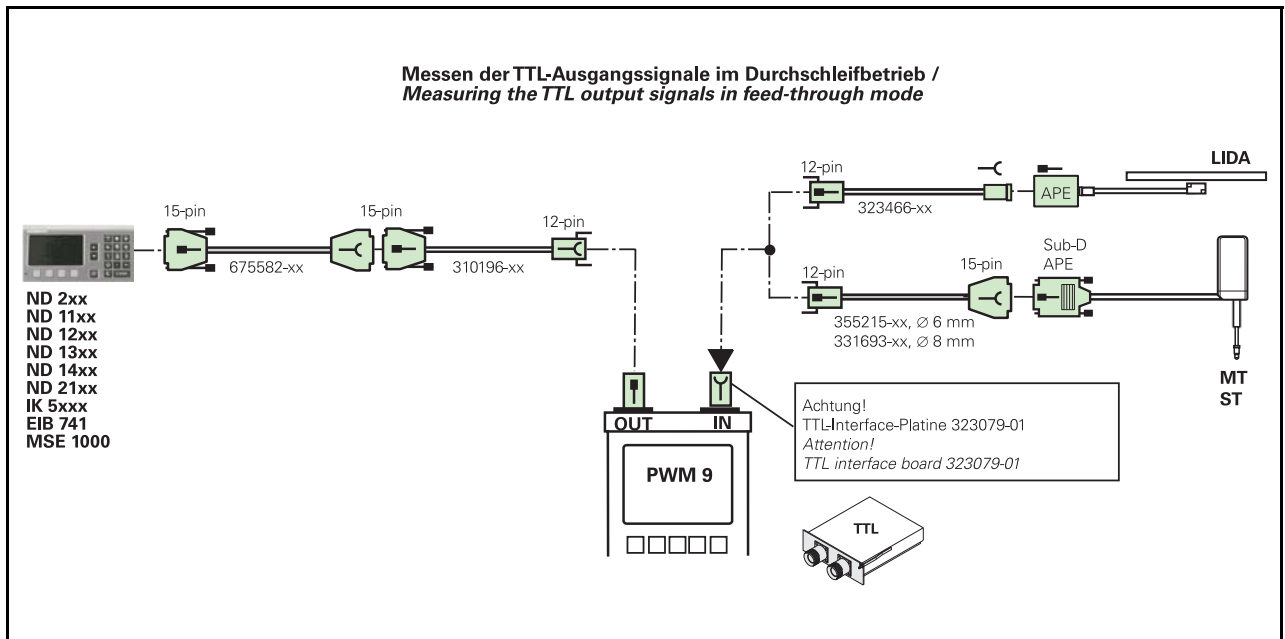 Messen der TTL-Ausgangssignale im Durchschleifbetrieb /
Measuring the TTL output signals in feed-through mode
15-pin
15-pin
12-pin
675582-xx
310196-xx
ND 2xx
ND 11xx
ND 12xx
ND 13xx
ND 14xx
ND 21xx
IK 5xxx
EIB 741
MSE 1000
12-pin
323466-xx
APE
LIDA
12-pin
15-pin
Sub-D
APE
355215-xx, Ø 6 mm
331693-xx, Ø 8 mm
MT
ST
OUT
IN
PWM 9
Achtung!
TTL-Interface-Platine 323079-01
Attention!
TTL interface board 323079-01
TTL